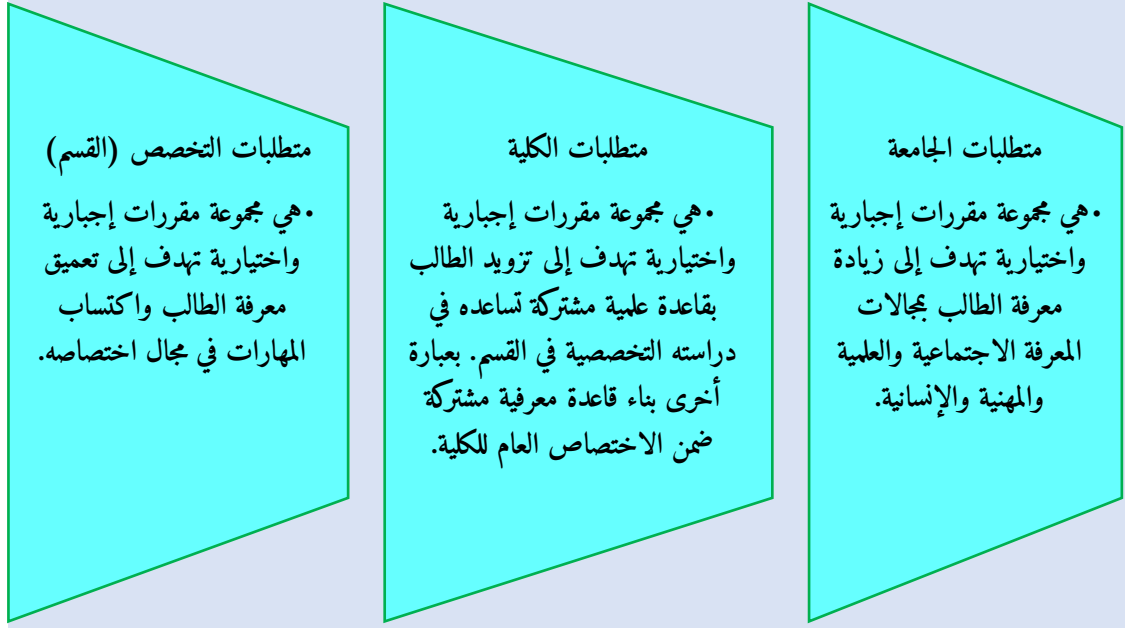 متطلبات الجامعة
•هي مجموعة مقررات إجبارية
واختيارية تهدف إلى زيادة
معرفة الطالب بمجالات
المعرفة الاجتماعية والعلمية
والمهنية والإنسانية.
متطلبات الكلية
•هي مجموعة مقررات إجبارية
واختيارية تهدف إلى تزويد الطالب
بقاعدة علمية مشتركة تساعده في
دراسته التخصصية في القسم. بعبارة
أخرى بناء قاعدة معرفية مشتركة
ضمن الاختصاص العام للكلية.
متطلبات التخصص (القسم)
•هي مجموعة مقررات إجبارية
واختيارية تهدف إلى تعميق
معرفة الطالب واكتساب
المهارات في مجال اختصاصه.